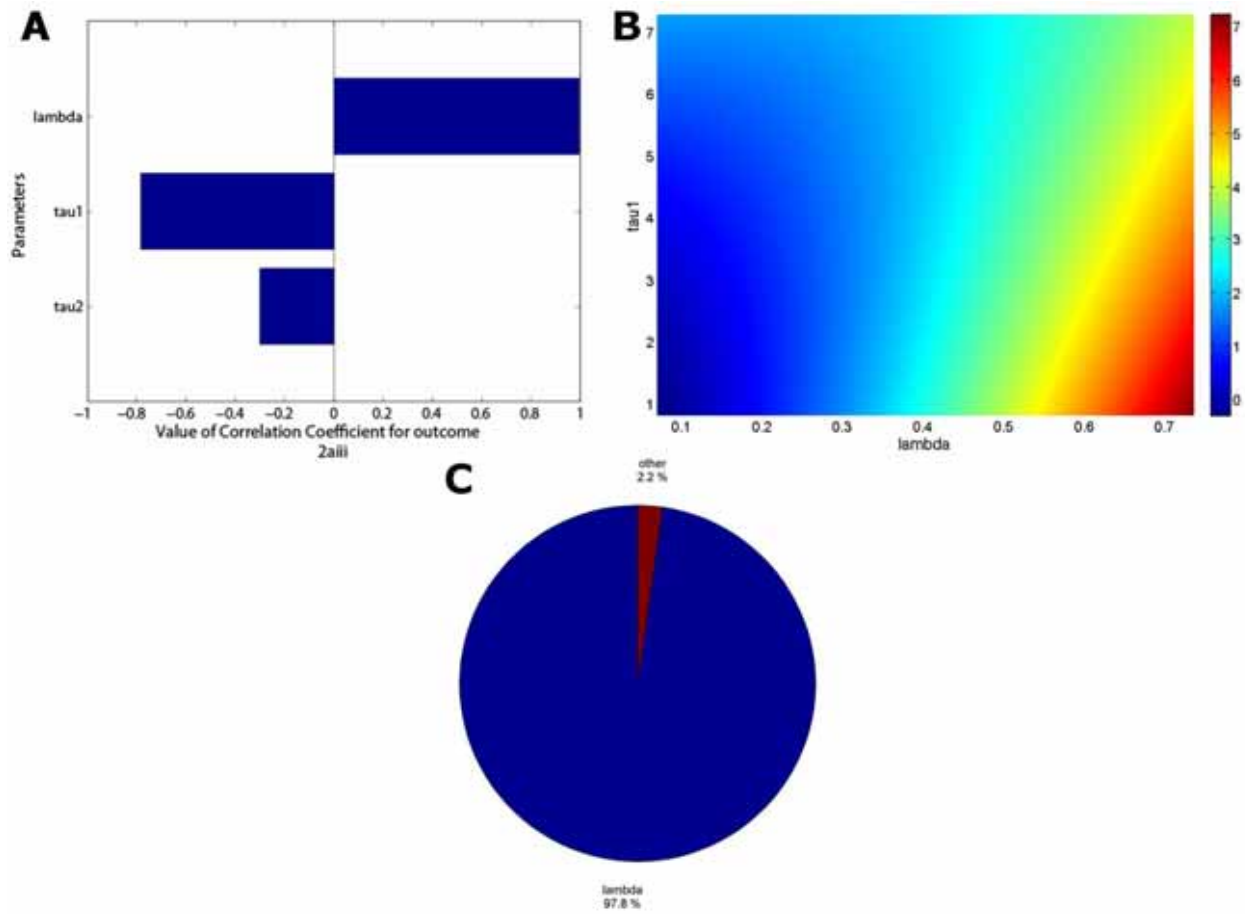 A
lambda
tau1
tau2
Parameters
−1 −0.8 −0.6 −0.4 −0.2 0 0.2 0.4 0.6 0.8 1
Value of Correlation Coefficient for outcome
2aiii
B
7
6
5
4
3
2
1
tau1
0.1 0.2 0.3 0.4 0.5 0.6 0.7
lambda
7
6
5
4
3
2
1
0
C
other
2.2 %
lambda
97.8 %